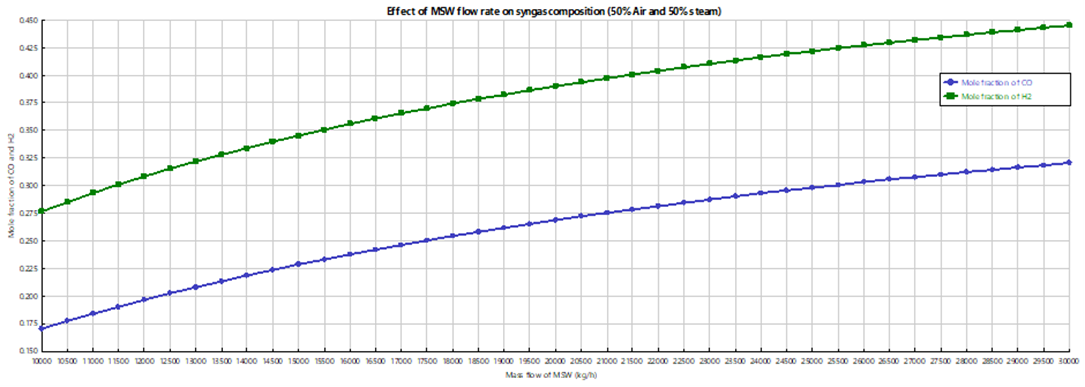 Effect of MSW flow rate on syngas composition (50% Air and 50% steam)
0.450
0.425
0.400
0.375
0.350
0.325
0.300
0.275
0.250
0.225
0.200
0.175
0.150
Mole fraction of CO and H2
Mole fraction of CO
Mole fraction of H2
10000 10500 11000 11500 12000 12500 13000 13500 14000 14500 15000 15500 16000 16500 17000 17500 18000 18500 19000 19500 20000 20500 21000 21500 22000 22500 23000 23500 24000 24500 25000 25500 26000 26500 27000 27500 28000 28500 29000 29500 30000
Mass flow of MSW (kg/h)